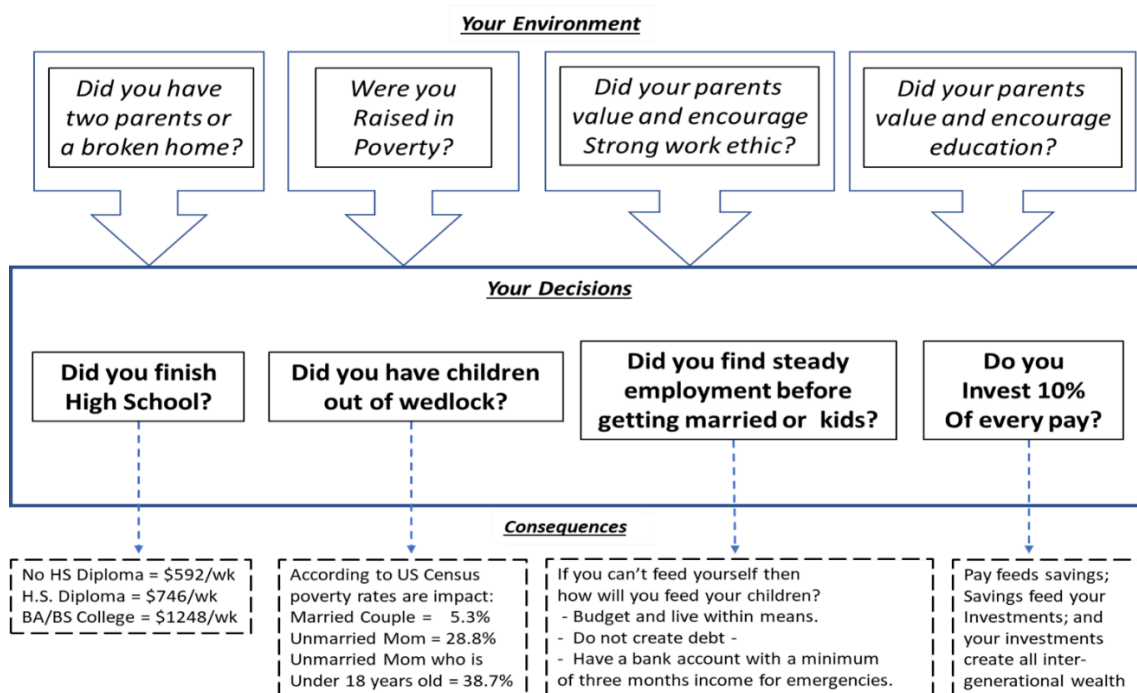 Your Environment
Did you have
two parents or
a broken home?
Were you
Raised in
Poverty?
Did your parents
value and encourage
Strong work ethic?
Did your parents
value and encourage
education?
Your Decisions
Did you finish
High School?
Did you have children
out of wedlock?
Did you find steady
employment before
getting married or kids?
Do you
Invest 10%
Of every pay?
Consequences
No HS Diploma = $592/wk
H.S. Diploma = $746/wk
BA/BS College = $1248/wk
According to US Census
poverty rates are impact:
Married Couple = 5.3%
Unmarried Mom = 28.8%
Unmarried Mom who is
Under 18 years old = 38.7%
If you can't feed yourself then
how will you feed your children?
- Budget and live within means.
- Do not create debt -
- Have a bank account with a minimum
of three months income for emergencies.
Pay feeds savings;
Savings feed your
Investments; and
your investments
create all inter-
generational wealth